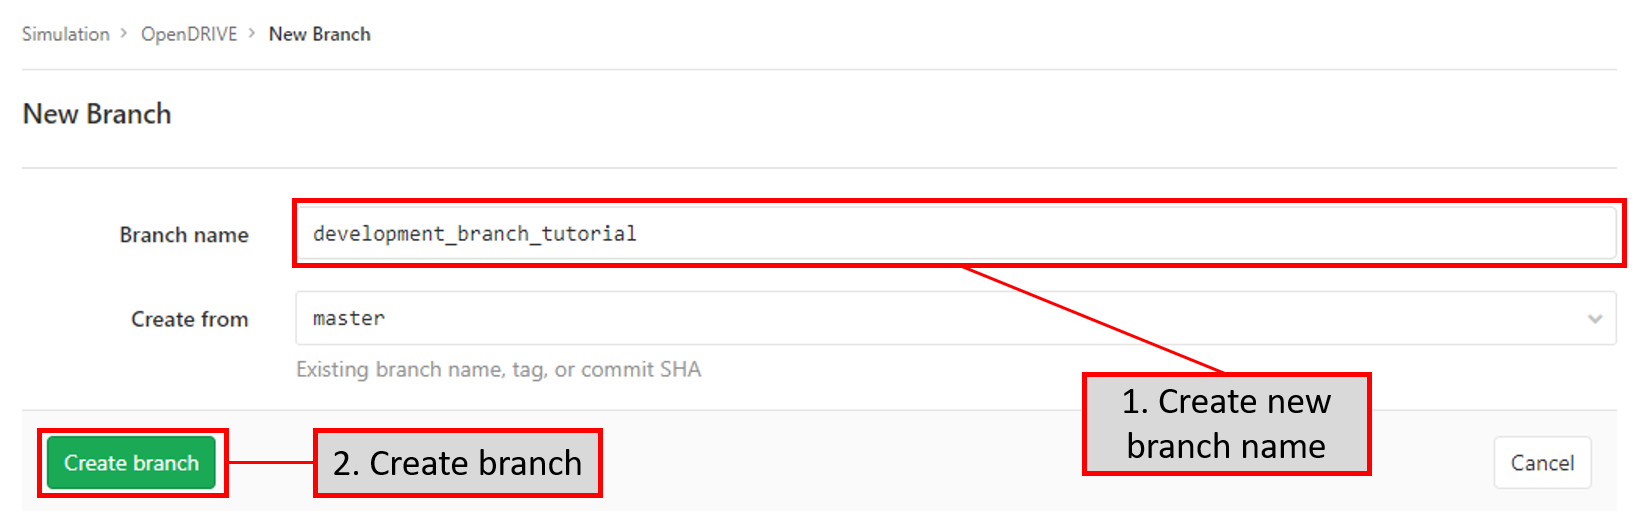 Simulation > OpenDRIVE > New Branch
New Branch
Branch name
development_branch_tutorial
Create from
master
Existing branch name, tag, or commit SHA
1. Create new
branch name
Create branch
2. Create branch
Cancel